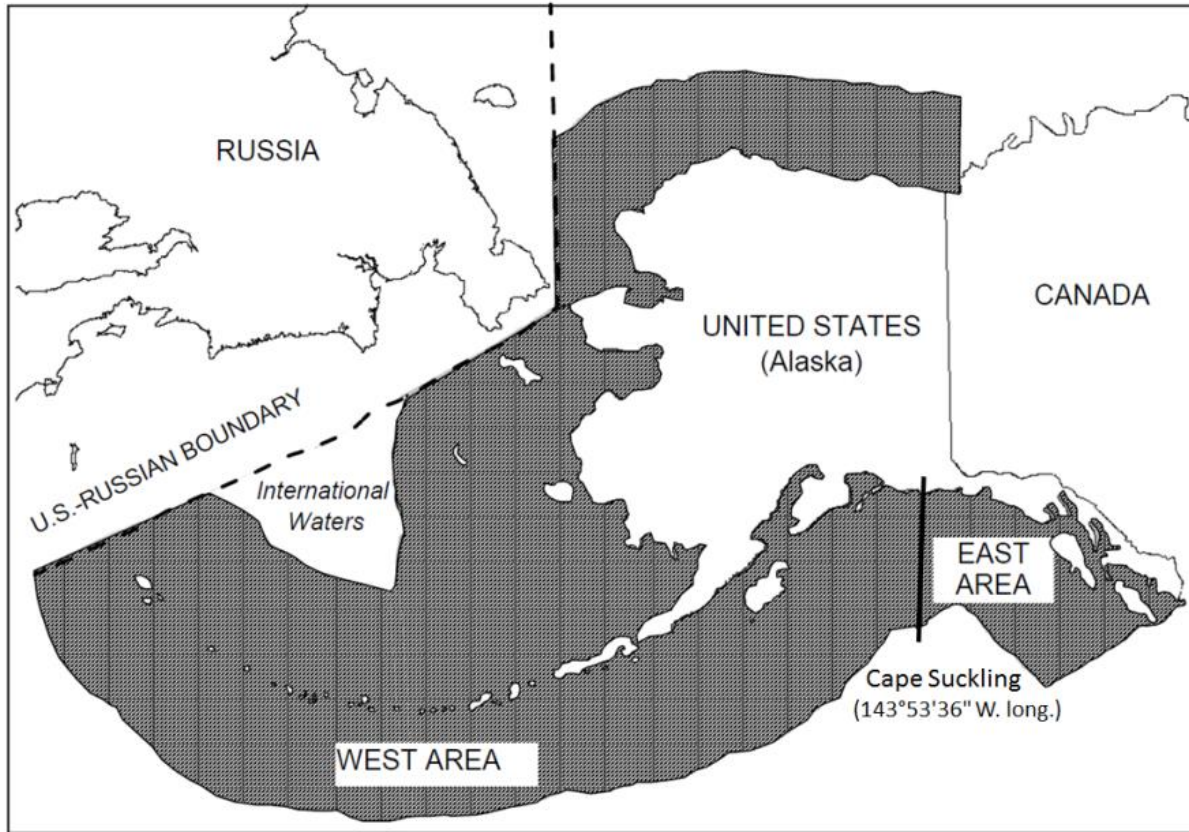 RUSSIA
CANADA
UNITED STATES
(Alaska)
U.S.-RUSSIAN BOUNDARY
International
Waters
EAST
AREA
Cape Suckling
(143°53'36" W. long.)
WEST AREA